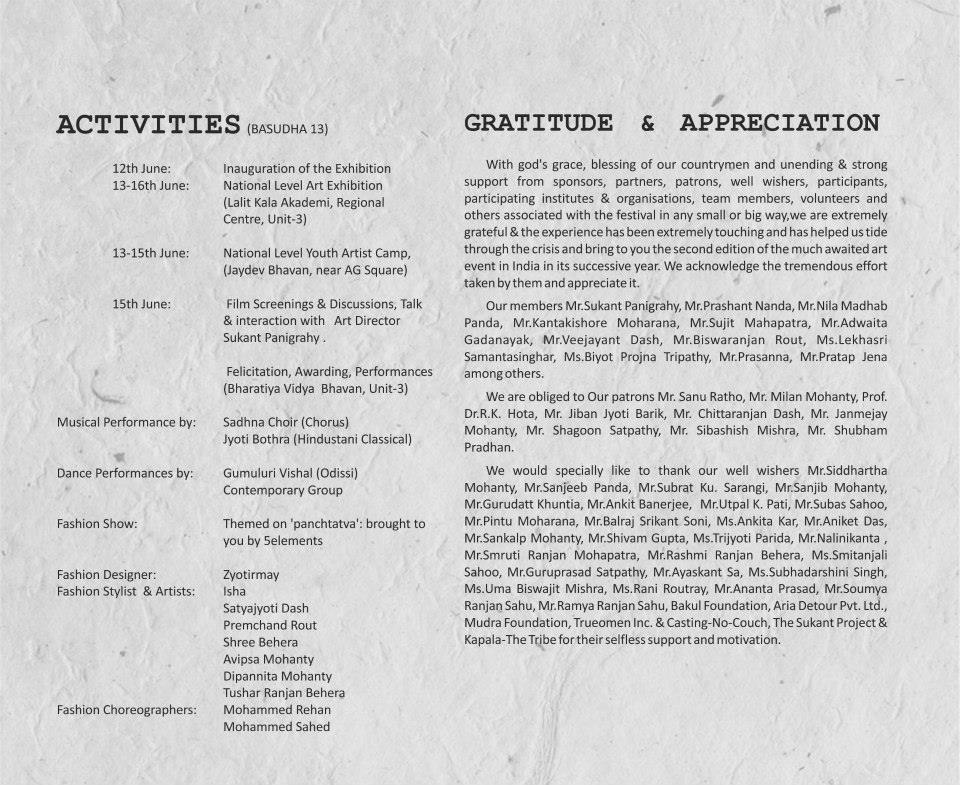 ACTIVITIES (BASUDHA 13)
12th June: Inauguration of the Exhibition
13-16th June: National Level Art Exhibition
(Lalit Kala Akademi, Regional
Centre, Unit-3)
13-15th June: National Level Youth Artist Camp,
(Jaydev Bhavan, near AG Square)
15th June: Film Screenings & Discussions, Talk
& interaction with Art Director
Sukant Panigrahy .
Felicitation, Awarding, Performances
(Bharatiya Vidya Bhavan, Unit-3)
Musical Performance by: Sadhna Choir (Chorus)
Jyoti Bothra (Hindustani Classical)
Dance Performances by: Gumuluri Vishal (Odissi)
Contemporary Group
Fashion Show: Themed on 'panchtatva': brought to
you by 5elements
Fashion Designer: Zyotirmay
Fashion Stylist & Artists: Isha
Satyajyoti Dash
Premchand Rout
Shree Behera
Avipsa Mohanty
Dipannita Mohanty
Tushar Ranjan Behera
Fashion Choreographers: Mohammed Rehan
Mohammed Sahed
GRATITUDE & APPRECIATION
With god's grace, blessing of our countrymen and unending & strong
support from sponsors, partners, patrons, well wishers, participants,
participating institutes & organisations, team members, volunteers and
others associated with the festival in any small or big way,we are extremely
grateful & the experience has been extremely touching and has helped us tide
through the crisis and bring to you the second edition of the much awaited art
event in India in its successive year. We acknowledge the tremendous effort
taken by them and appreciate it.
Our members Mr.Sukant Panigrahy, Mr.Prashant Nanda, Mr.Nila Madhab
Panda, Mr.Kantakishore Moharana, Mr.Sujit Mahapatra, Mr.Adwaita
Gadanayak, Mr.Veejayant Dash, Mr.Biswaranjan Rout, Ms.Lekhasri
Samantasinghar, Ms.Biyot Projna Tripathy, Mr.Prasanna, Mr.Pratap Jena
among others.
We are obliged to Our patrons Mr. Sanu Ratho, Mr. Milan Mohanty, Prof.
Dr.R.K. Hota, Mr. Jiban Jyoti Barik, Mr. Chittaranjan Dash, Mr. Janmejay
Mohanty, Mr. Shagoon Satpathy, Mr. Sibashish Mishra, Mr. Shubham
Pradhan.
We would specially like to thank our well wishers Mr.Siddhartha
Mohanty, Mr.Sanjeeb Panda, Mr.Subrat Ku. Sarangi, Mr.Sanjib Mohanty,
Mr.Gurudatt Khuntia, Mr.Ankit Banerjee, Mr.Utpal K. Pati, Mr.Subas Sahoo,
Mr.Pintu Moharana, Mr.Balraj Srikant Soni, Ms.Ankita Kar, Mr.Aniket Das,
Mr.Sankalp Mohanty, Mr.Shivam Gupta, Ms.Trijyoti Parida, Mr.Nalinikanta ,
Mr.Smruti Ranjan Mohapatra, Mr.Rashmi Ranjan Behera, Ms.Smitanjali
Sahoo, Mr.Guruprasad Satpathy, Mr.Ayaskant Sa, Ms.Subhadarshini Singh,
Ms.Uma Biswajit Mishra, Ms.Rani Routray, Mr.Ananta Prasad, Mr.Soumya
Ranjan Sahu, Mr.Ramya Ranjan Sahu, Bakul Foundation, Aria Detour Pvt. Ltd.,
Mudra Foundation, Trueomen Inc. & Casting-No-Couch, The Sukant Project &
Kapala-The Tribe for their selfless support and motivation.